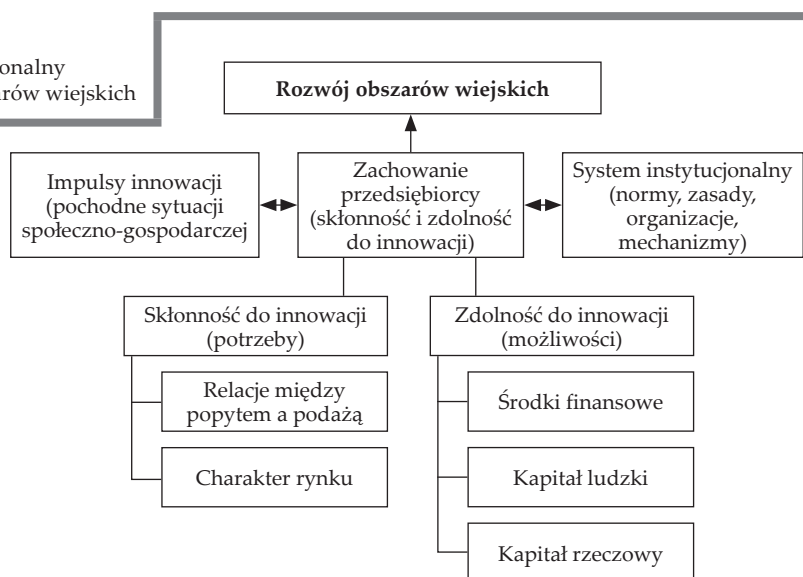 onalny
rów wiejskich
Rozwój obszarów wiejskich
Impulsy innowacji
(pochodne sytuacji
społeczno-gospodarczej
Zachowanie
przedsiębiorcy
(skłonność i zdolność
do innowacji)
System instytucjonalny
(normy, zasady,
organizacje,
mechanizmy)
Skłonność do innowacji
(potrzeby)
Relacje między
popytem a podażą
Charakter rynku
Zdolność do innowacji
(możliwości)
Środki finansowe
Kapitał ludzki
Kapitał rzeczowy